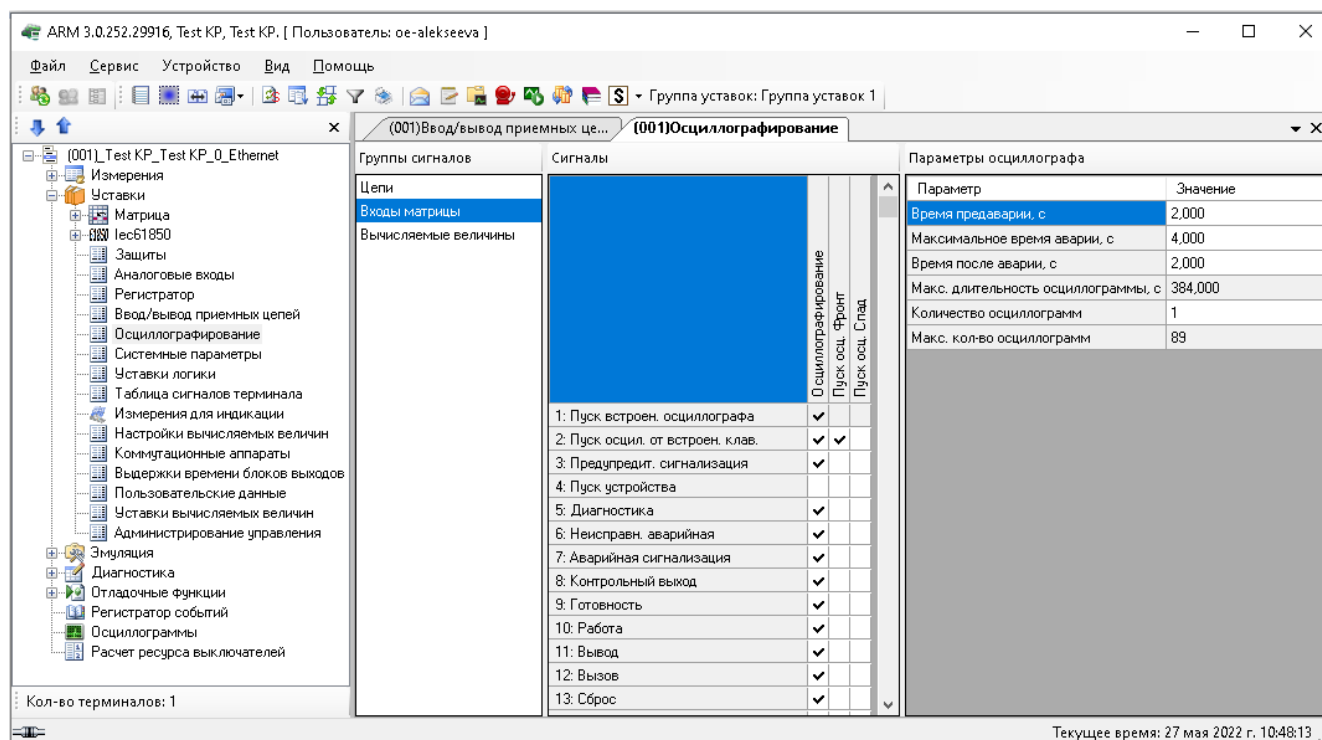 ARM 3.0.252.29916, Test KP, Test KP. [ Пользователь: oe-alekseeva ]
Файл Сервис Устройство Вид Помощь
S Группа уставок: Группа уставок 1
(001)_Test KP_Test KP_0_Ethernet
Измерения
Уставки
Матрица
Iec61850
Защиты
Аналоговые входы
Регистратор
Ввод/вывод приемных цепей
Осциллографирование
Системные параметры
Уставки логики
Таблица сигналов терминала
Измерения для индикации
Настройки вычисляемых величин
Коммутационные аппараты
Выдержки времени блоков выходов
Пользовательские данные
Уставки вычисляемых величин
Администрирование управления
Эмуляция
Диагностика
Отладочные функции
Регистратор событий
Осциллограммы
Расчет ресурса выключателей
Кол-во терминалов: 1
(001)Ввод/вывод приемных це... (001)Осциллографирование
Группы сигналов
Цепи
Входы матрицы
Вычисляемые величины
Сигналы
Осциллографирование
Пуск осц. Фронт
Пуск осц. Спад
1: Пуск встроен. осциллографа
2: Пуск осцил. от встроен. клав.
3: Предупредит. сигнализация
4: Пуск устройства
5: Диагностика
6: Неисправн. аварийная
7: Аварийная сигнализация
8: Контрольный выход
9: Готовность
10: Работа
11: Вывод
12: Вызов
13: Сброс
Параметры осциллографа
Параметр Значение
Время предаварии, с 2,000
Максимальное время аварии, с 4,000
Время после аварии, с 2,000
Макс. длительность осциллограммы, с 384,000
Количество осциллограмм 1
Макс. кол-во осциллограмм 89
Текущее время: 27 мая 2022 г. 10:48:13